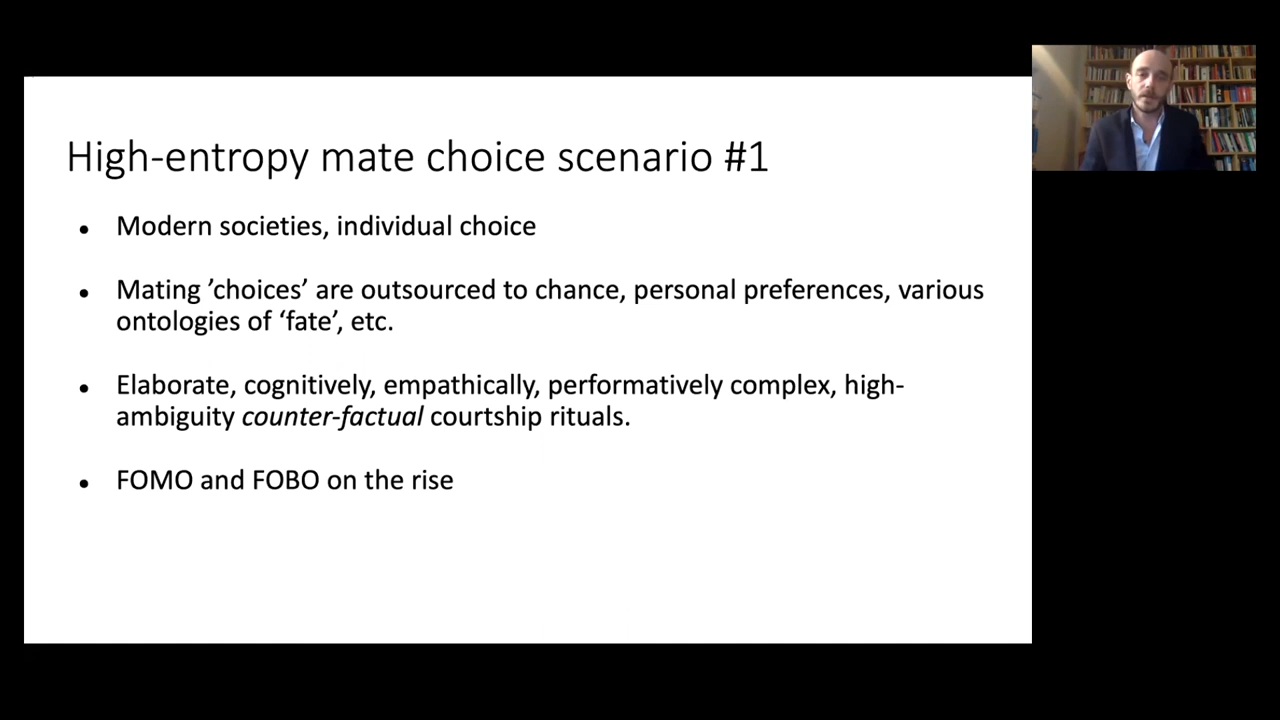 High-entropy mate choice scenario #1
• Modern societies, individual choice
• Mating ’choices’ are outsourced to chance, personal preferences, various
ontologies of ‘fate’, etc.
• Elaborate, cognitively, empathically, performatively complex, high-
ambiguity counter-factual courtship rituals.
• FOMO and FOBO on the rise